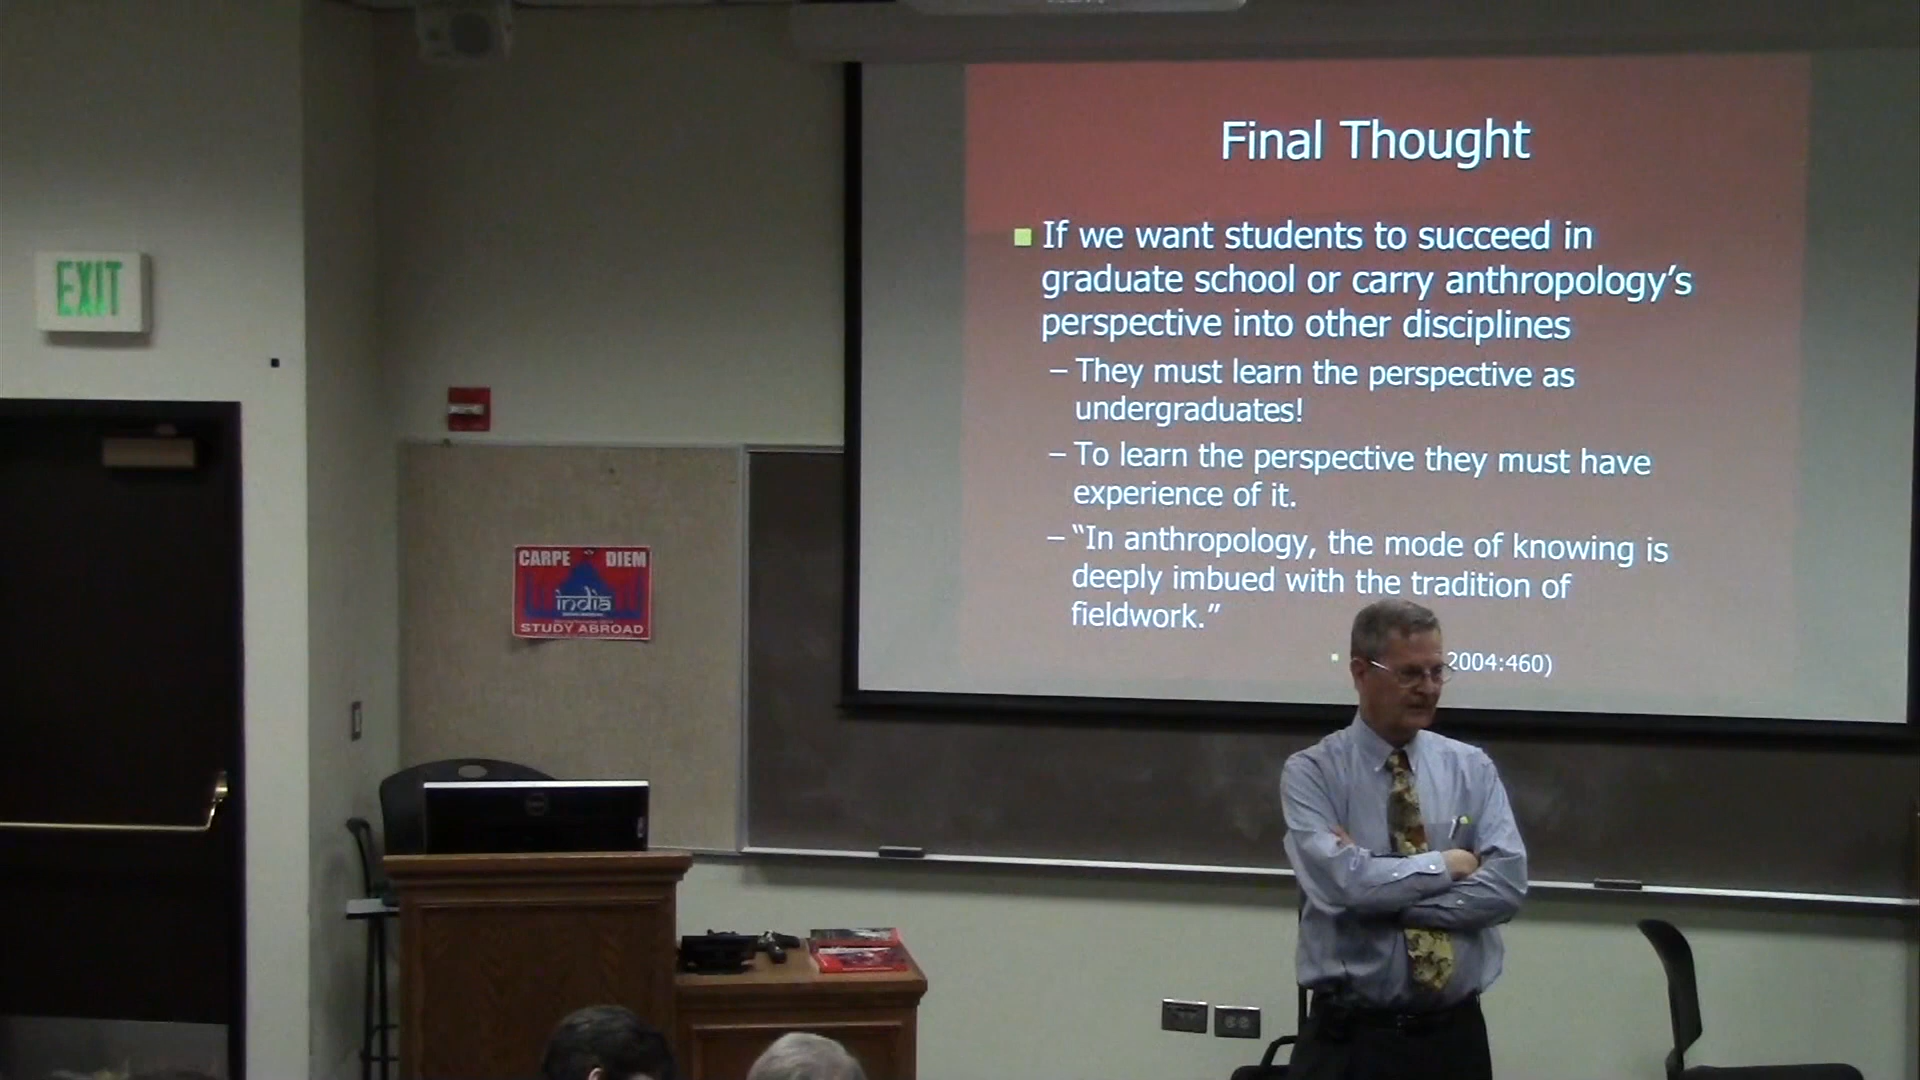 Final Thought
If we want students to succeed in
graduate school or carry anthropology's
perspective into other disciplines
– They must learn the perspective as
undergraduates!
– To learn the perspective they must have
experience of it.
– “In anthropology, the mode of knowing is
deeply imbued with the tradition of
fieldwork.”
2004:460)
EXIT
CARPE DIEM
india
STUDY ABROAD
DELL